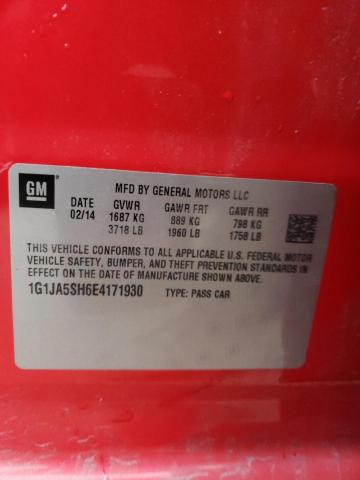 GM
MFD BY GENERAL MOTORS LLC
DATE GVWR GAWR FRT GAWR RR
02/14 1687 KG 889 KG 798 KG
3718 LB 1960 LB 1758 LB
THIS VEHICLE CONFORMS TO ALL APPLICABLE U.S. FEDERAL MOTOR
VEHICLE SAFETY, BUMPER, AND THEFT PREVENTION STANDARDS IN
EFFECT ON THE DATE OF MANUFACTURE SHOWN ABOVE.
1G1JA5SH6E4171930 TYPE: PASS CAR